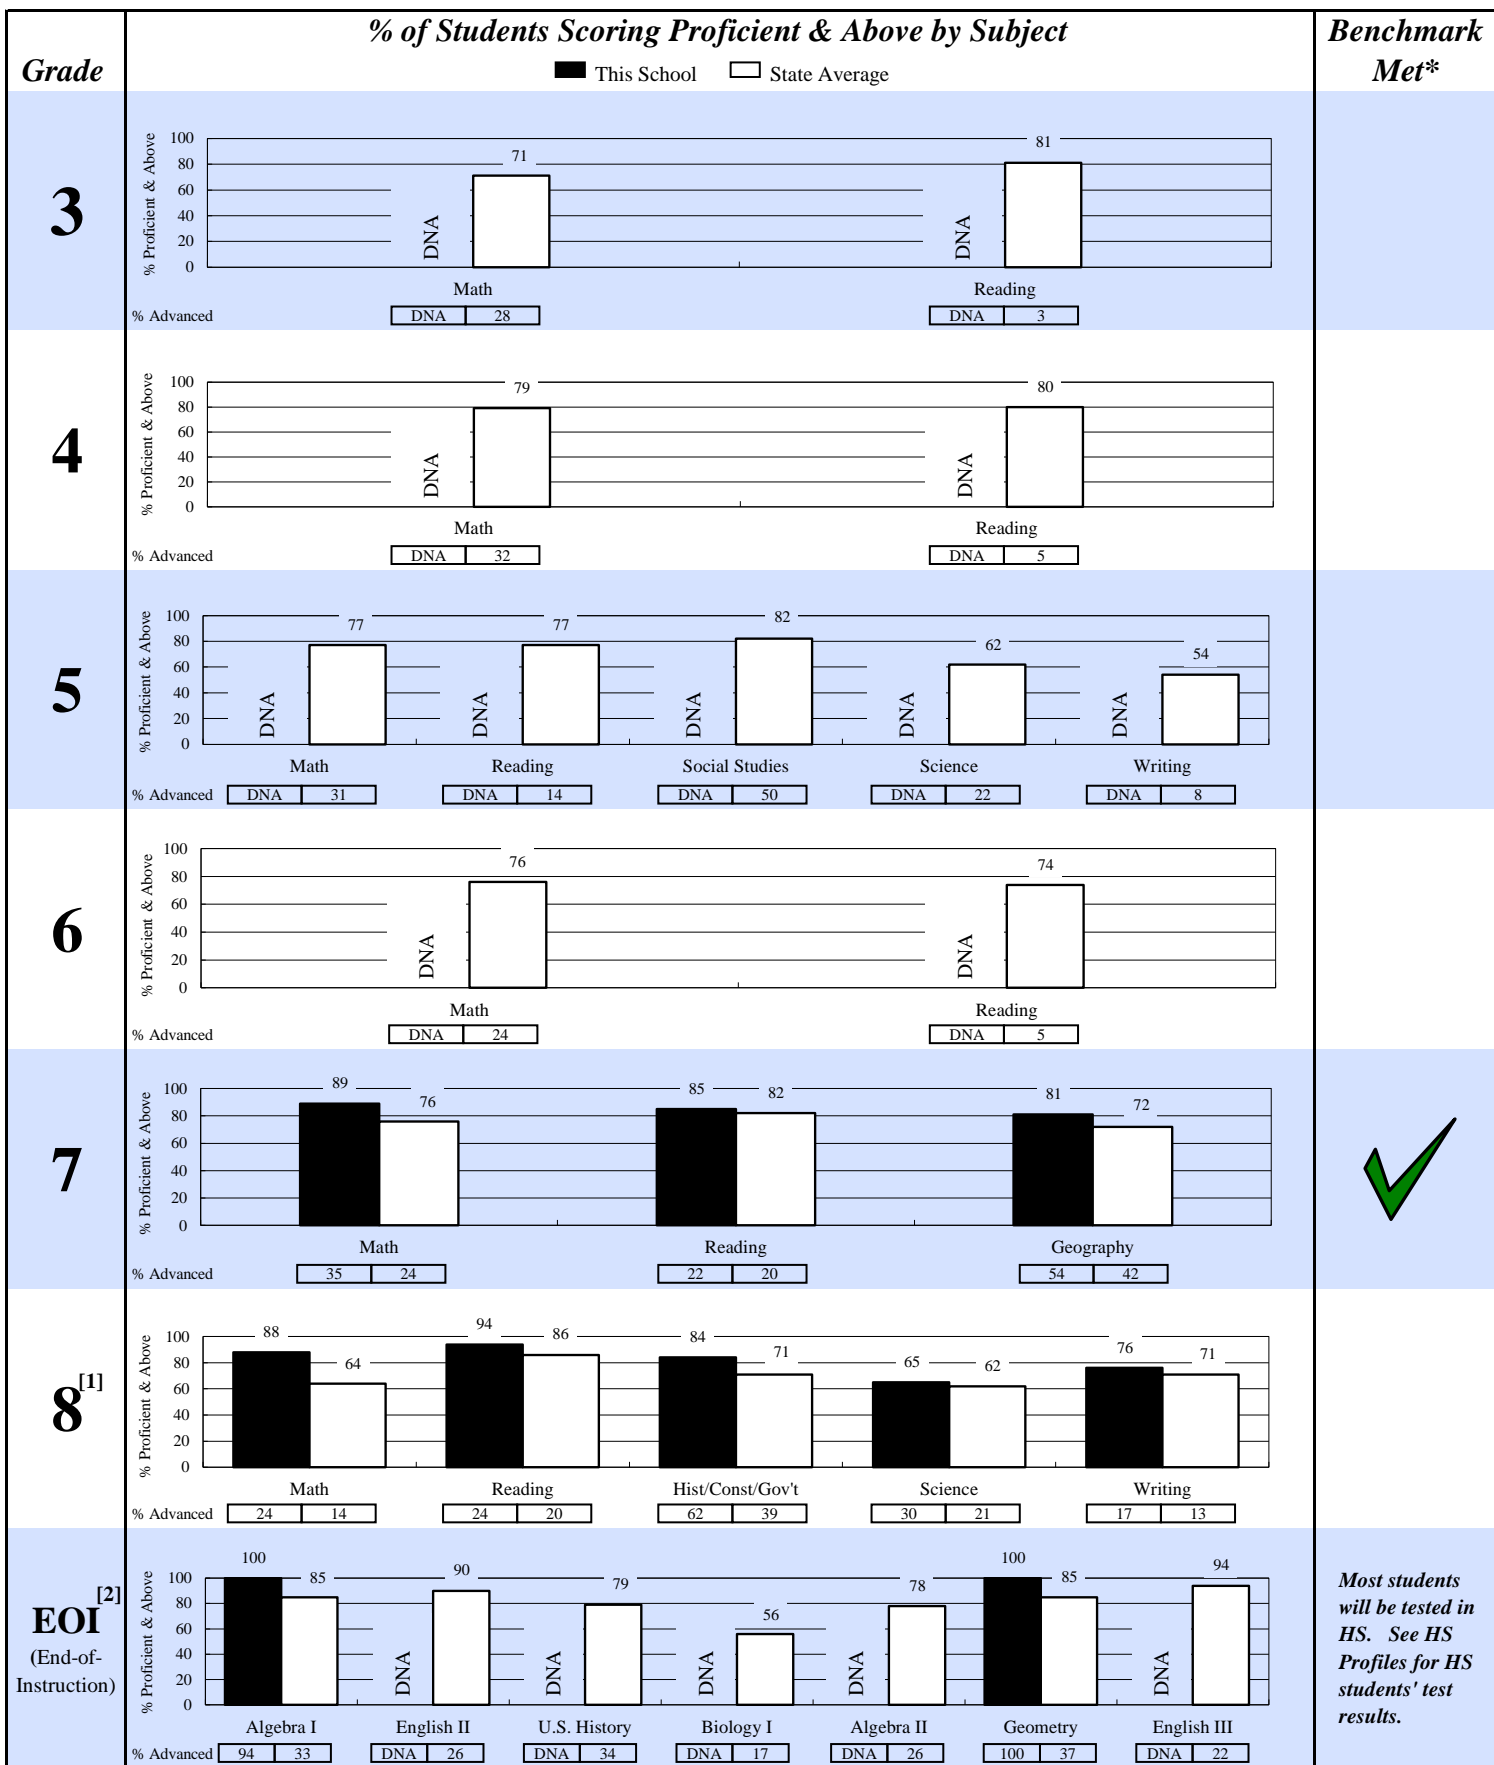 % of Students Scoring Proficient & Above by Subject
Benchmark
Met*
Grade
This School
State Average
3
% Proficient & Above
100
80
60
40
20
0
DNA
71
DNA
81
Math
Reading
% Advanced
DNA 28
DNA 3
4
% Proficient & Above
100
80
60
40
20
0
DNA
79
DNA
80
Math
Reading
% Advanced
DNA 32
DNA 5
5
% Proficient & Above
100
80
60
40
20
0
DNA
77
DNA
77
DNA
82
DNA
62
DNA
54
Math
Reading
Social Studies
Science
Writing
% Advanced
DNA 31
DNA 14
DNA 50
DNA 22
DNA 8
6
% Proficient & Above
100
80
60
40
20
0
DNA
76
DNA
74
Math
Reading
% Advanced
DNA 24
DNA 5
7
% Proficient & Above
100
80
60
40
20
0
89
76
85
82
81
72
Math
Reading
Geography
% Advanced
35 24
22 20
54 42
8[1]
% Proficient & Above
100
80
60
40
20
0
88
64
94
86
84
71
65
62
76
71
Math
Reading
Hist/Const/Gov't
Science
Writing
% Advanced
24 14
24 20
62 39
30 21
17 13
EOI[2]
(End-of-
Instruction)
% Proficient & Above
100
80
60
40
20
0
100
85
DNA
90
DNA
79
DNA
56
DNA
78
100
85
DNA
94
Algebra I
English II
U.S. History
Biology I
Algebra II
Geometry
English III
% Advanced
94 33
DNA 26
DNA 34
DNA 17
DNA 26
100 37
DNA 22
Most students
will be tested in
HS. See HS
Profiles for HS
students' test
results.